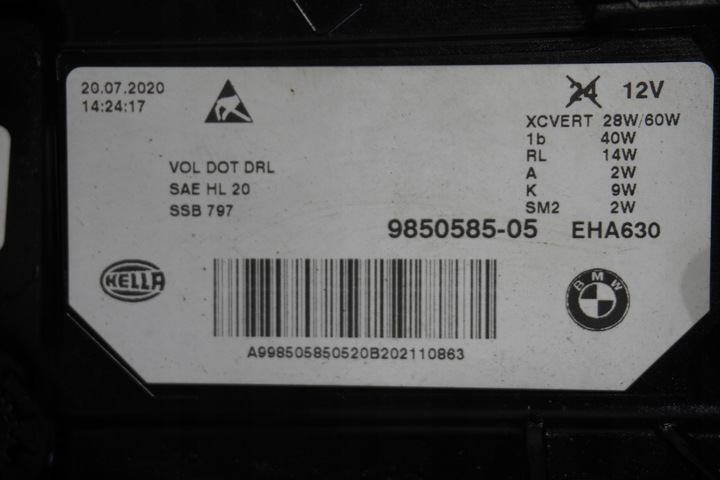 20.07.2020
14:24:17
24 12V
XCVERT 28W/60W
1b 40W
RL 14W
A 2W
K 9W
SM2 2W
VOL DOT DRL
SAE HL 20
SSB 797
9850585-05 EHA630
HELLA
BMW
A998505850520B202110863